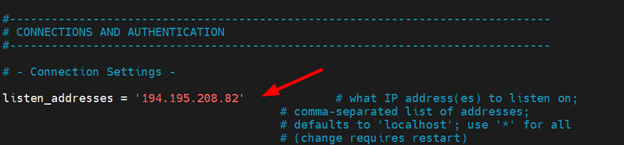 #------------------------------------------------------------------------------
# CONNECTIONS AND AUTHENTICATION
#------------------------------------------------------------------------------
# - Connection Settings -
listen_addresses = '194.195.208.82' # what IP address(es) to listen on;
# comma-separated list of addresses;
# defaults to 'localhost'; use '*' for all
# (change requires restart)